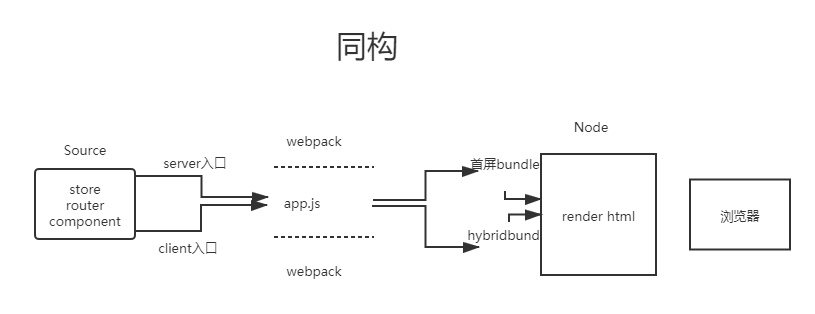 同构
Source
store
router
component
server入口
client入口
webpack
app.js
webpack
首屏bundle
hybridbund
Node
render html
浏览器